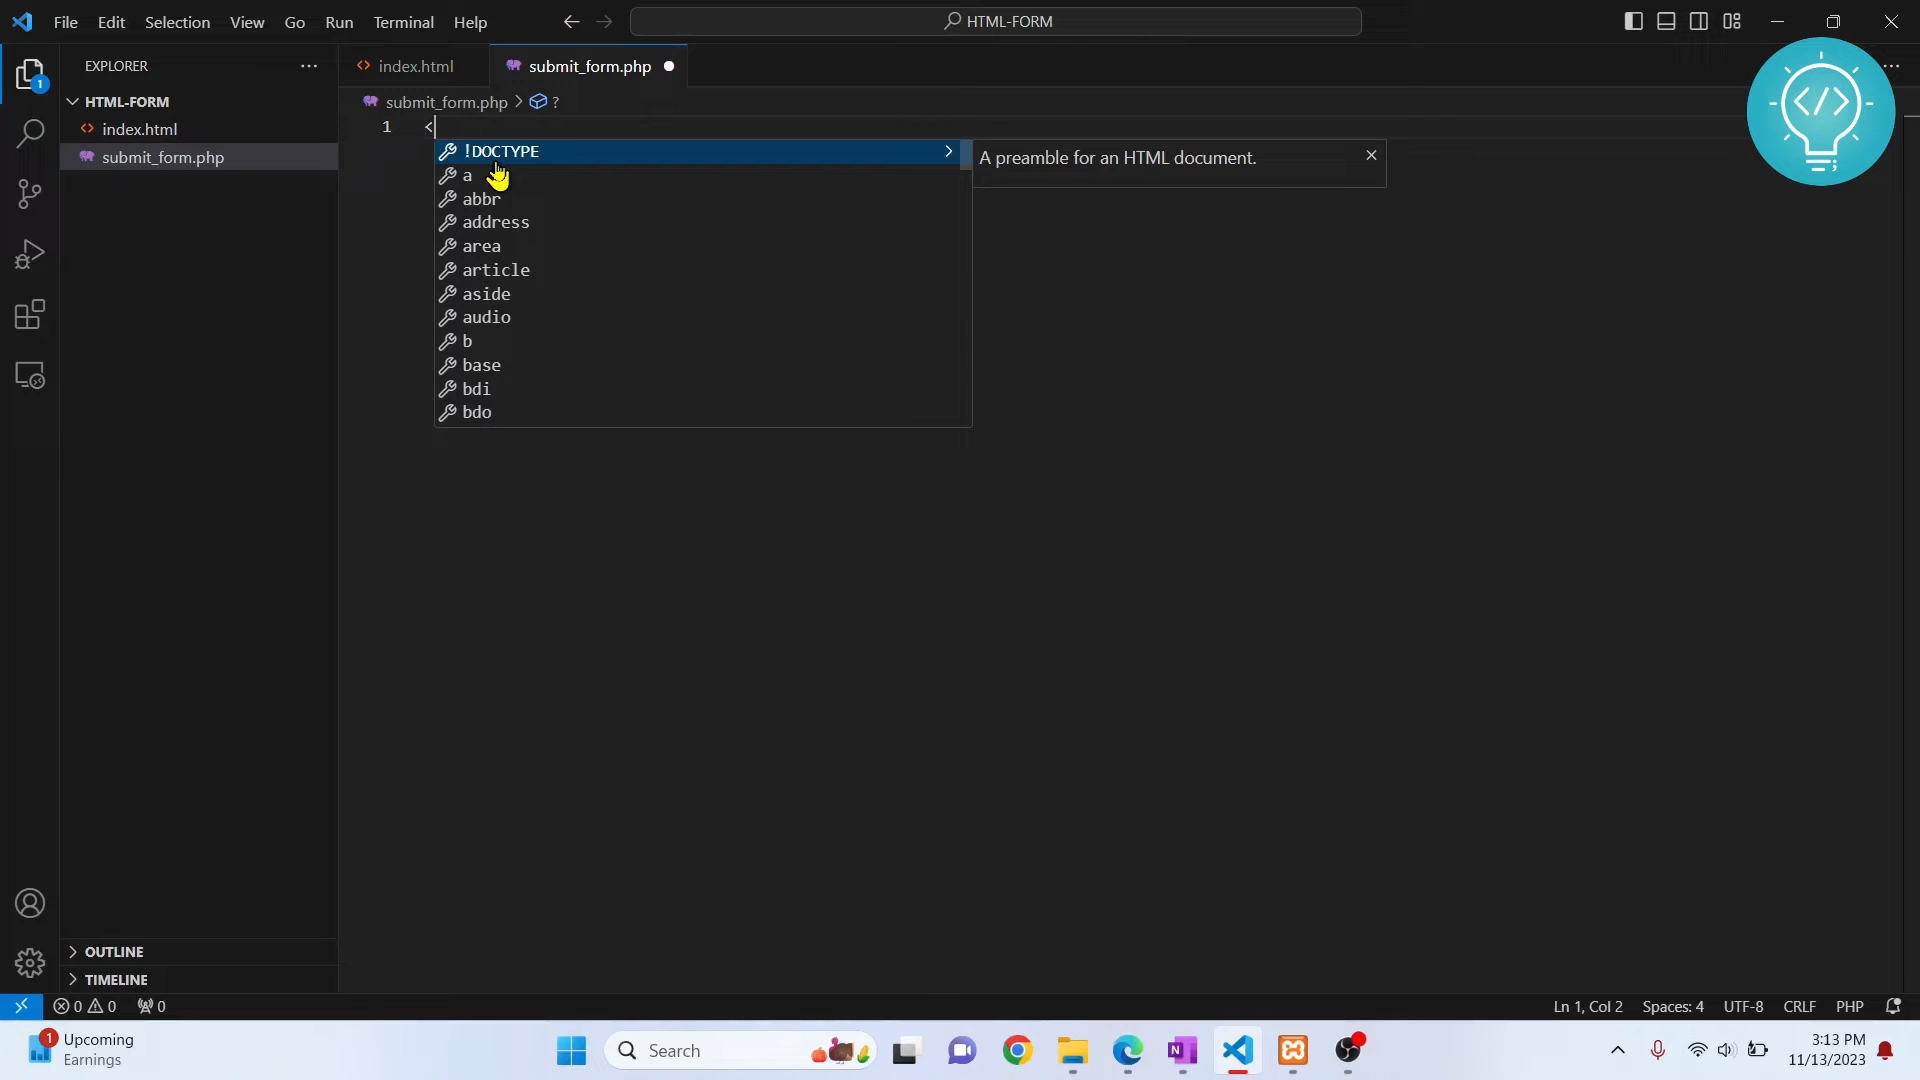 File Edit Selection View Go Run Terminal Help
HTML-FORM
EXPLORER
1
HTML-FORM
index.html
submit_form.php
index.html
submit_form.php
submit_form.php > ?
1 <
!DOCTYPE
A preamble for an HTML document.
a
abbr
address
area
article
aside
audio
b
base
bdi
bdo
</>
;
OUTLINE
TIMELINE
0 0 0
Ln 1, Col 2 Spaces: 4 UTF-8 CRLF PHP
1
Upcoming
Earnings
Search
N
3:13 PM
11/13/2023